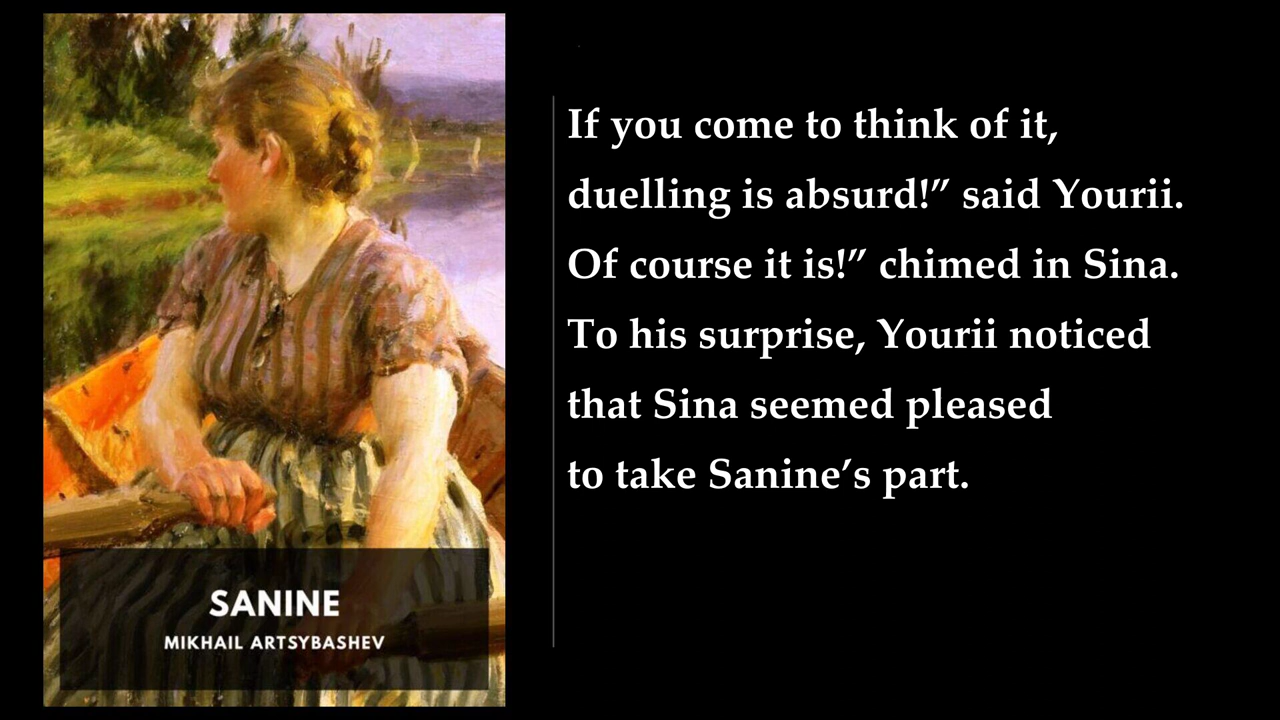 If you come to think of it,
duelling is absurd!” said Yourii.
Of course it is!” chimed in Sina.
To his surprise, Yourii noticed
that Sina seemed pleased
to take Sanine’s part.
SANINE
MIKHAIL ARTSYBASHEV